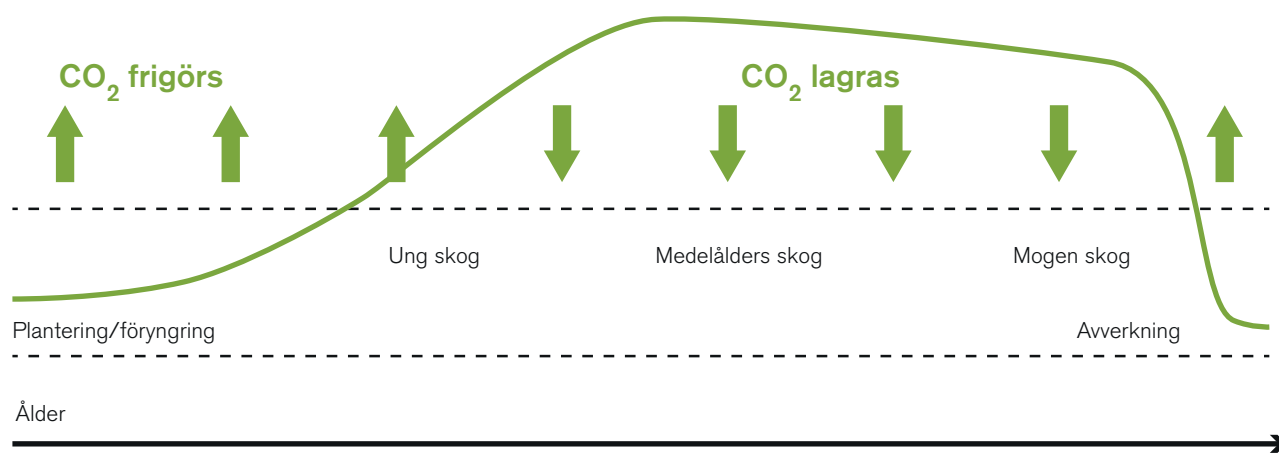 CO₂ frigörs
CO₂ lagras
Ung skog
Medelålders skog
Mogen skog
Plantering/föryngring
Avverkning
Ålder